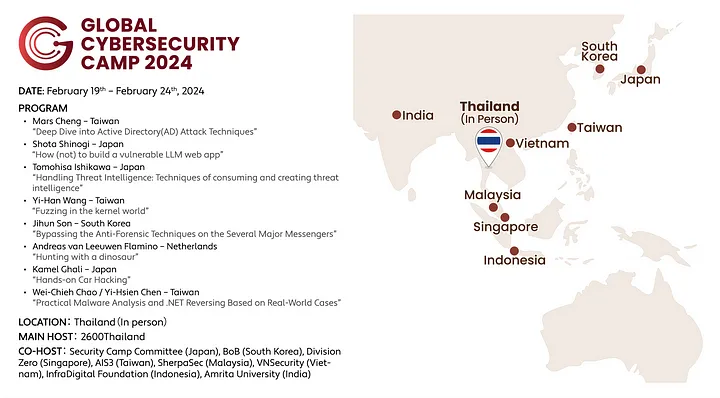 GLOBAL
CYBERSECURITY
CAMP 2024
DATE: February 19th – February 24th, 2024
PROGRAM
• Mars Cheng – Taiwan
“Deep Dive into Active Directory(AD) Attack Techniques”
• Shota Shinogi – Japan
“How (not) to build a vulnerable LLM web app”
• Tomohisa Ishikawa – Japan
“Handling Threat Intelligence: Techniques of consuming and creating threat
intelligence”
• Yi-Han Wang – Taiwan
“Fuzzing in the kernel world”
• Jihun Son – South Korea
“Bypassing the Anti-Forensic Techniques on the Several Major Messengers”
• Andreas van Leeuwen Flamino – Netherlands
“Hunting with a dinosaur”
• Kamel Ghali – Japan
“Hands-on Car Hacking”
• Wei-Chieh Chao / Yi-Hsien Chen – Taiwan
“Practical Malware Analysis and .NET Reversing Based on Real-World Cases”
LOCATION: Thailand (In person)
MAIN HOST: 2600Thailand
CO-HOST: Security Camp Committee (Japan), BoB (South Korea), Division
Zero (Singapore), AIS3 (Taiwan), SherpaSec (Malaysia), VNSecurity (Viet-
nam), InfraDigital Foundation (Indonesia), Amrita University (India)
South
Korea
Japan
India
Thailand
(In Person)
Taiwan
Vietnam
Malaysia
Singapore
Indonesia